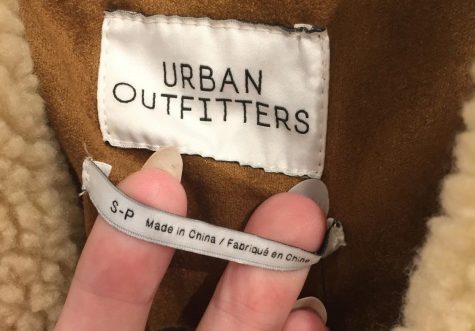 URBAN
OUTFITTERS
S-P Made in China / Fabriqué en Chine